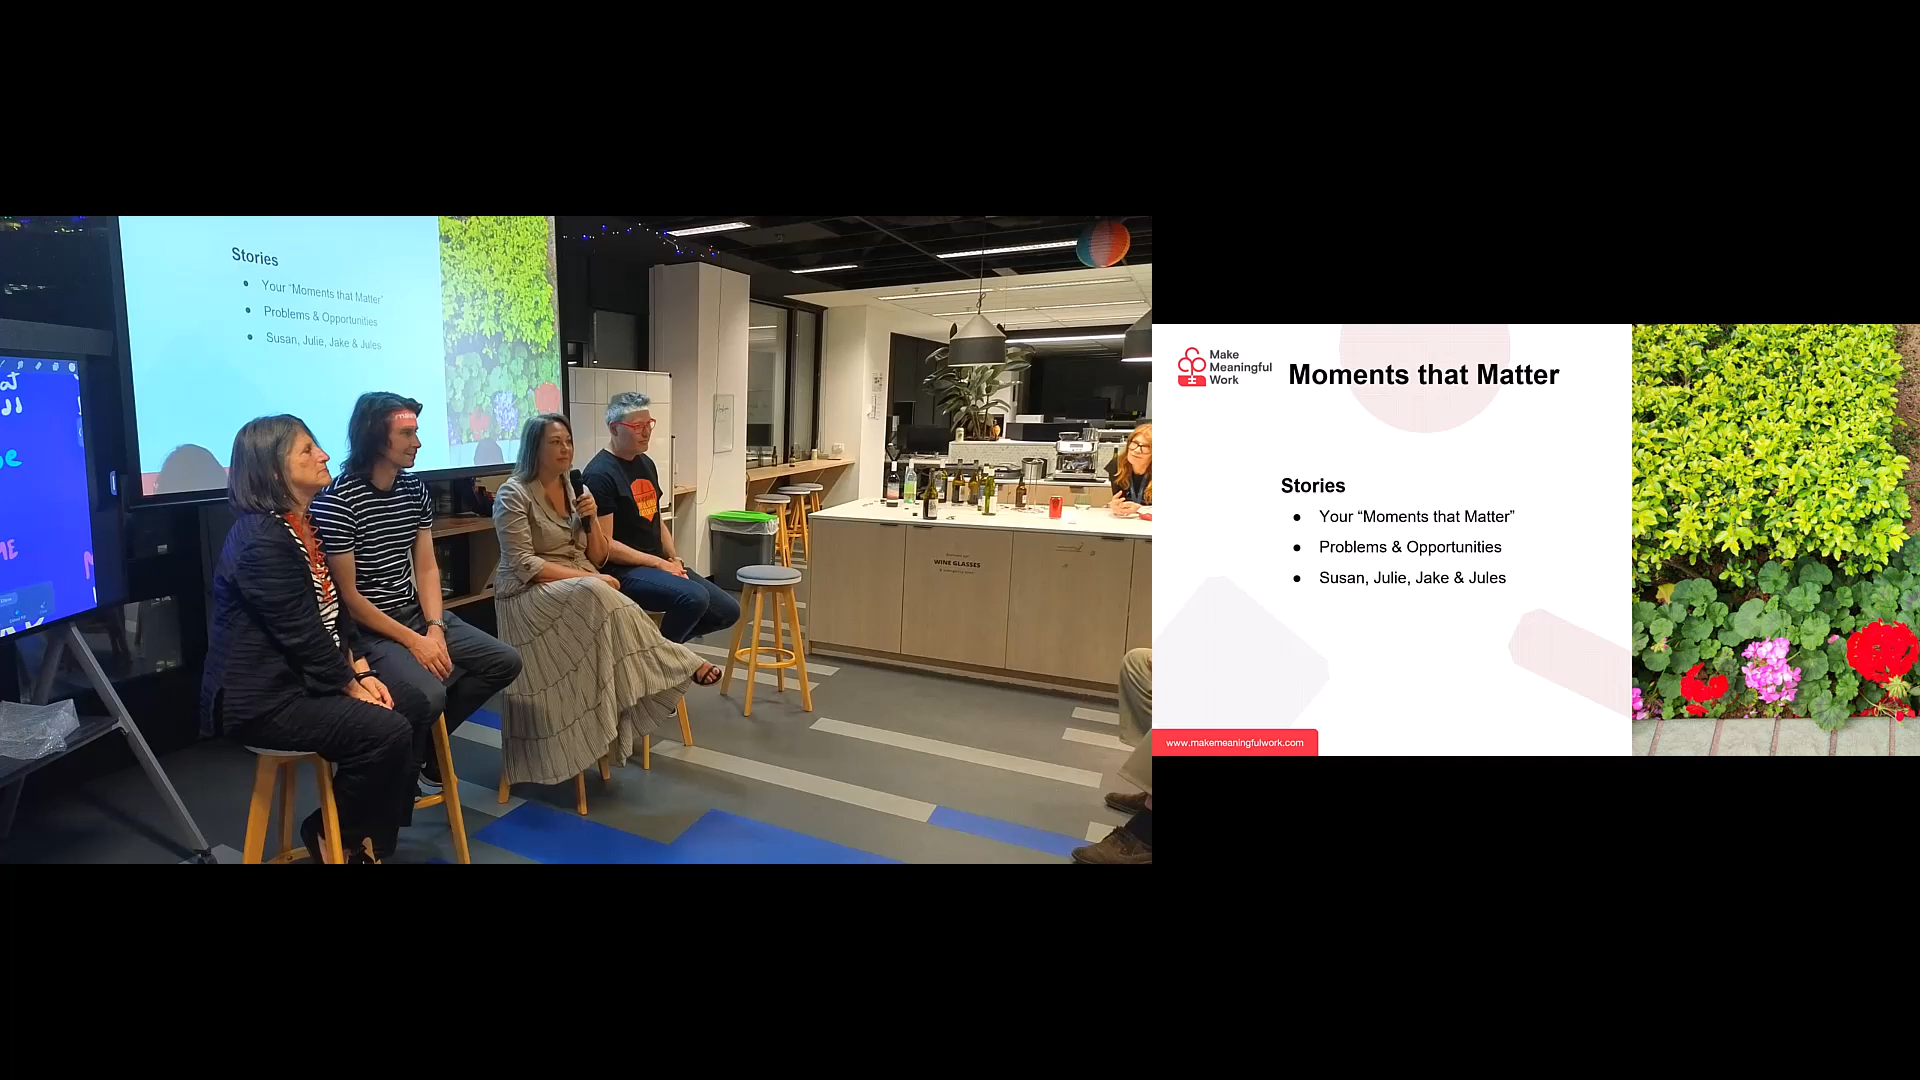 Stories
Your "Moments that Matter"
Problems & Opportunities
Susan, Julie, Jake & Jules
WINE GLASSES
Make
Meaningful
Work
Moments that Matter
Stories
● Your “Moments that Matter”
● Problems & Opportunities
● Susan, Julie, Jake & Jules
www.makemeaningfulwork.com